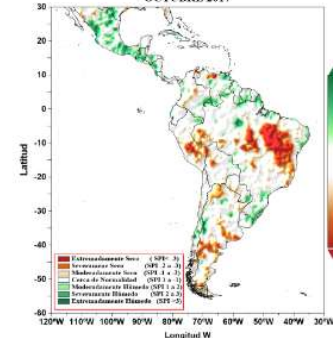 OCTUBRE 2017
30
20
10
0
-10
-20
-30
-40
-50
-60
Latitud
Extremadamente Seco ( SPI< -3)
Severamente Seco (SPI -2 a -3)
Moderadamente Seco (SPI -1 a -2)
Cerca de Normalidad (SPI 1 a -1)
Moderadamente Húmedo (SPI 1 a 2)
Severamente Húmedo (SPI 2 a 3)
Extremadamente Húmedo (SPI >3)
120°W 110°W 100°W 90°W 80°W 70°W 60°W 50°W 40°W 30°W
Longitud W